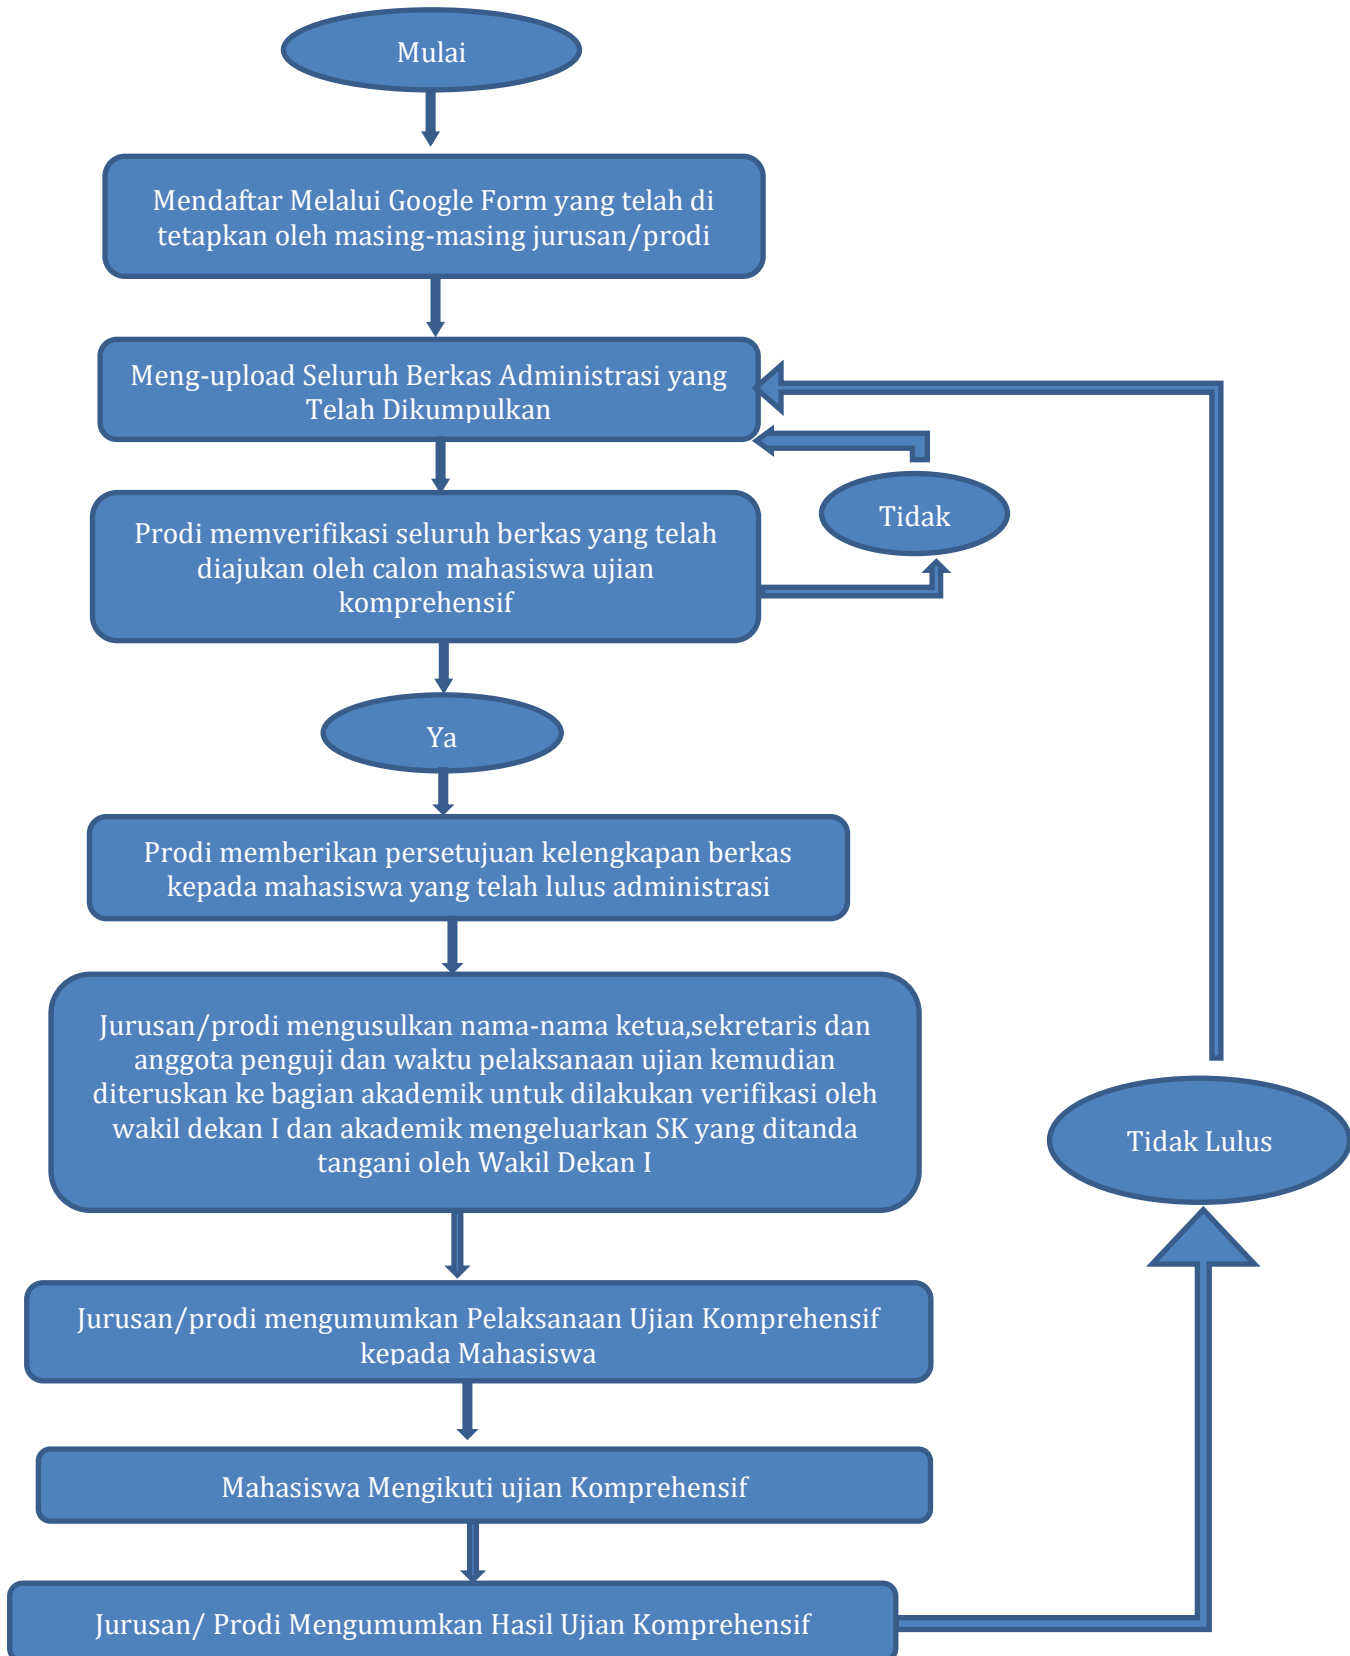 Mulai
Mendaftar Melalui Google Form yang telah di
tetapkan oleh masing-masing jurusan/prodi
Meng-upload Seluruh Berkas Administrasi yang
Telah Dikumpulkan
Tidak
Prodi memverifikasi seluruh berkas yang telah
diajukan oleh calon mahasiswa ujian
komprehensif
Ya
Prodi memberikan persetujuan kelengkapan berkas
kepada mahasiswa yang telah lulus administrasi
Jurusan/prodi mengusulkan nama-nama ketua,sekretaris dan
anggota penguji dan waktu pelaksanaan ujian kemudian
diteruskan ke bagian akademik untuk dilakukan verifikasi oleh
wakil dekan I dan akademik mengeluarkan SK yang ditanda
tangani oleh Wakil Dekan I
Tidak Lulus
Jurusan/prodi mengumumkan Pelaksanaan Ujian Komprehensif
kepada Mahasiswa
Mahasiswa Mengikuti ujian Komprehensif
Jurusan/ Prodi Mengumumkan Hasil Ujian Komprehensif